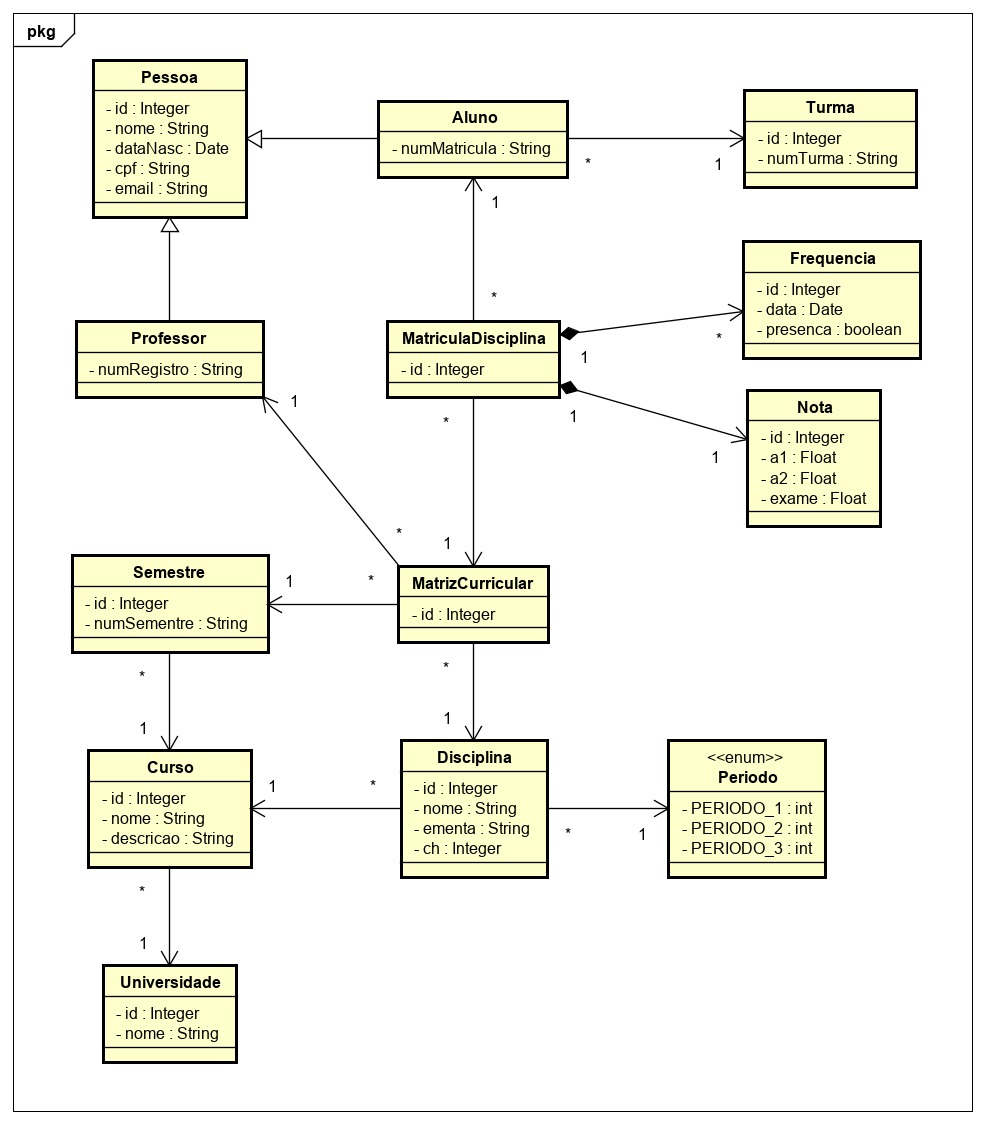 pkg
Pessoa
- id : Integer
- nome : String
- dataNasc : Date
- cpf : String
- email : String
Aluno
- numMatricula : String
*
1
Turma
- id : Integer
- numTurma : String
1
*
Professor
- numRegistro : String
MatriculaDisciplina
- id : Integer
1
*
Frequencia
- id : Integer
- data : Date
- presenca : boolean
1
1
Nota
- id : Integer
- a1 : Float
- a2 : Float
- exame : Float
1
*
*
1
Semestre
- id : Integer
- numSementre : String
1
*
MatrizCurricular
- id : Integer
*
1
*
1
Curso
- id : Integer
- nome : String
- descricao : String
1
*
Disciplina
- id : Integer
- nome : String
- ementa : String
- ch : Integer
*
1
<<enum>>
Periodo
- PERIODO_1 : int
- PERIODO_2 : int
- PERIODO_3 : int
*
1
Universidade
- id : Integer
- nome : String